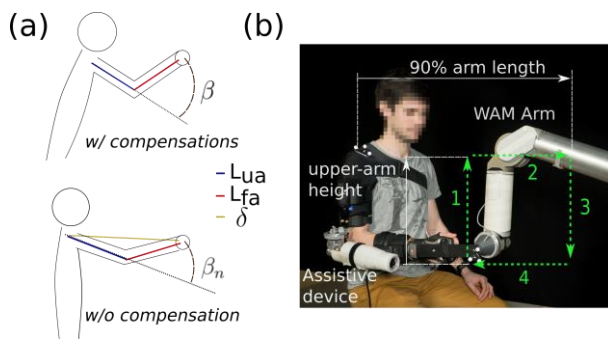 (a)
β
w/ compensations
Lua
Lfa
δ
βn
w/o compensation
(b)
90% arm length
WAM Arm
upper-arm
height
1
2
3
4
Assistive
device